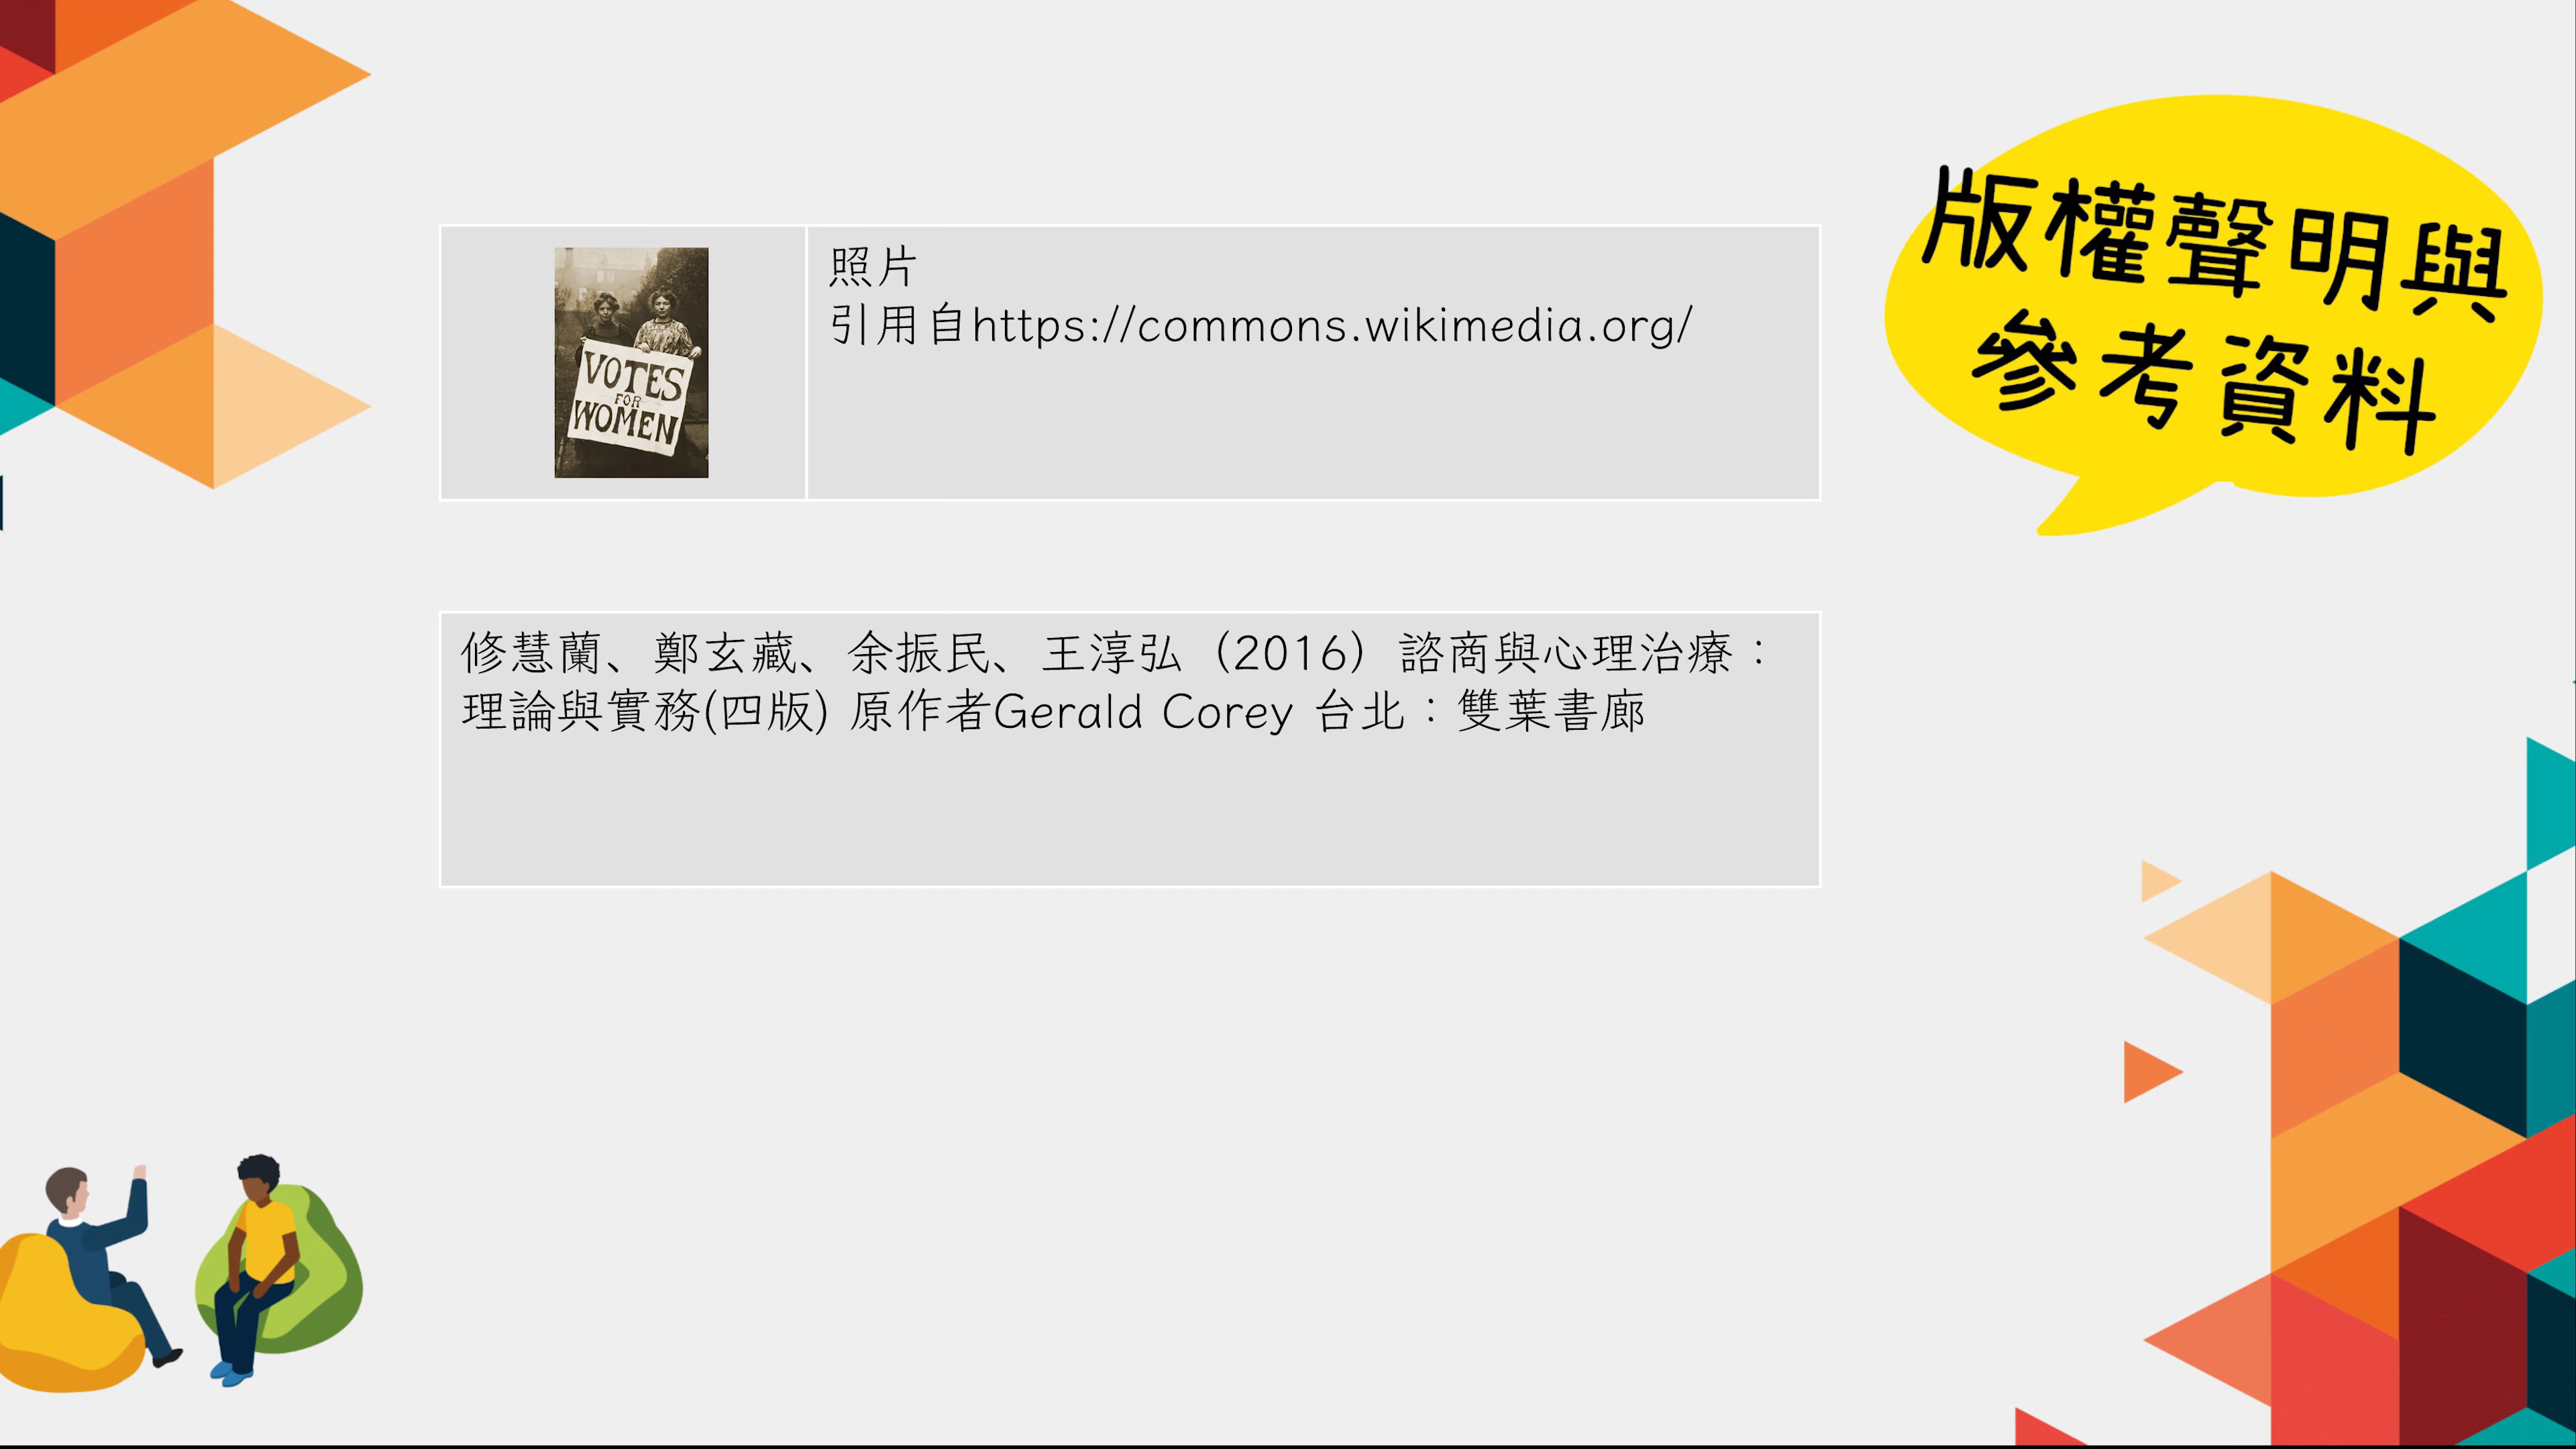 版權聲明與
參考資料
VOTES
FOR
WOMEN
照片
引用自https://commons.wikimedia.org/
修慧蘭、鄭玄藏、余振民、王淳弘（2016）諮商與心理治療：
理論與實務(四版) 原作者Gerald Corey 台北：雙葉書廊